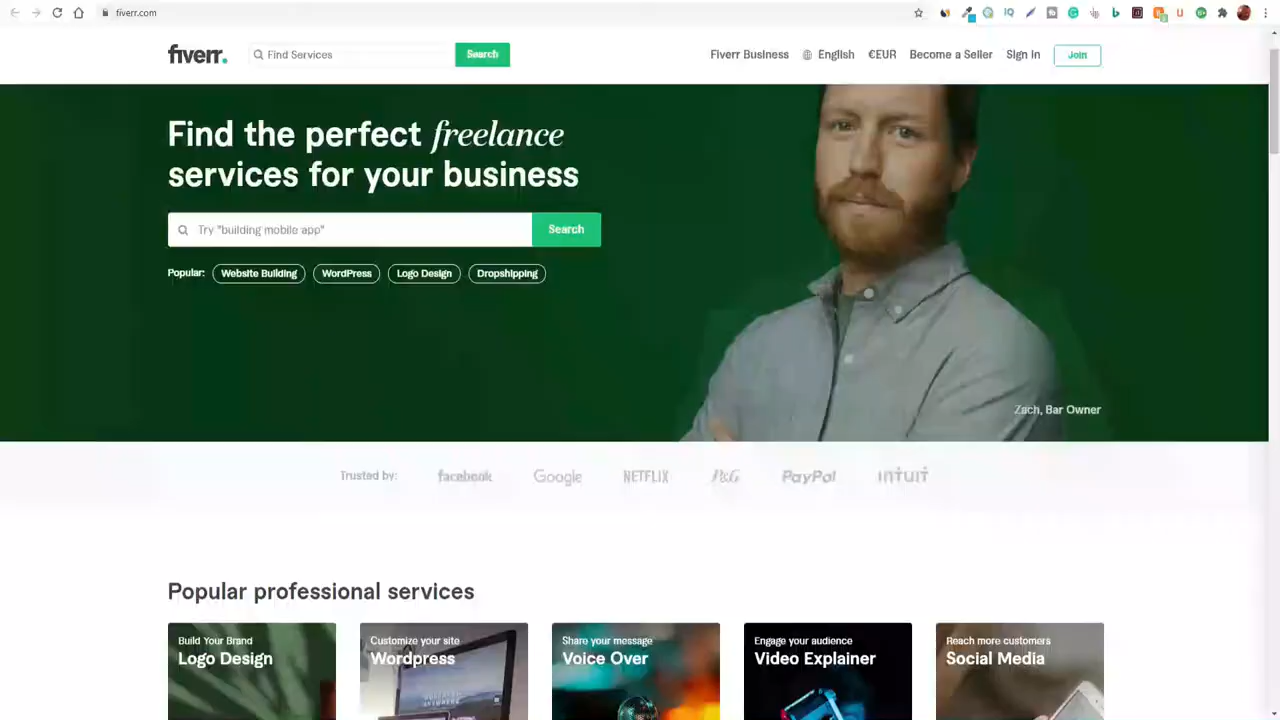 fiverr.com
fiverr.
Find Services
Search
Fiverr Business
English
€EUR
Become a Seller
Sign In
Join
Find the perfect freelance
services for your business
Try "building mobile app"
Search
Popular:
Website Building
WordPress
Logo Design
Dropshipping
Zach, Bar Owner
Trusted by:
facebook
Google
NETFLIX
P&G
PayPal
INTUIT
Popular professional services
Build Your Brand
Logo Design
Customize your site
Wordpress
Share your message
Voice Over
Engage your audience
Video Explainer
Reach more customers
Social Media